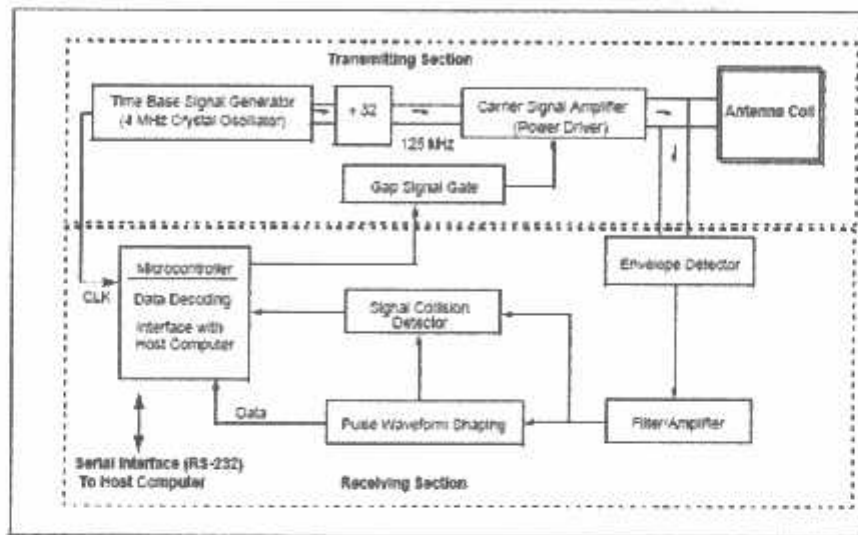 Transmitting Section
Time Base Signal Generator
(4 MHz Crystal Oscillator)
÷ 32
125 kHz
Carrier Signal Amplifier
(Power Driver)
Antenna Coil
Gap Signal Gate
Envelope Detector
CLK
Microcontroller
Data Decoding
Interface with
Host Computer
Signal Collision
Detector
Data
Pulse Waveform Shaping
Filter/Amplifier
Serial Interface (RS-232)
To Host Computer
Receiving Section